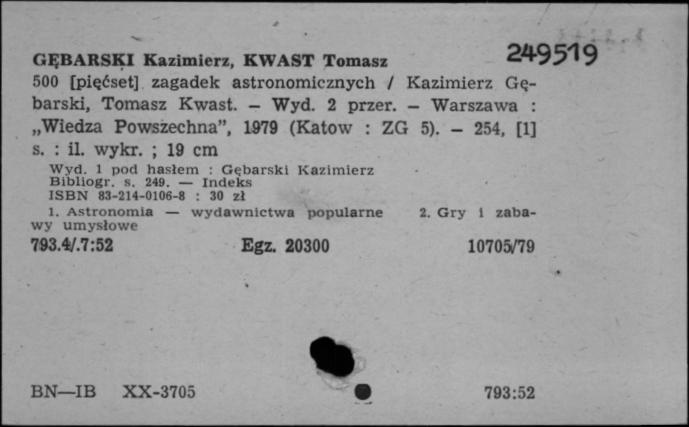 249519
GĘBARSKI Kazimierz, KWAST Tomasz
500 [pięćset] zagadek astronomicznych / Kazimierz Gę-
barski, Tomasz Kwast. — Wyd. 2 przer. — Warszawa :
„Wiedza Powszechna”, 1979 (Katow : ZG 5). — 254, [1]
s. : il. wykr. ; 19 cm
Wyd. 1 pod hasłem : Gębarski Kazimierz
Bibliogr. s. 249. — Indeks
ISBN 83-214-0106-8 : 30 zł
1. Astronomia — wydawnictwa popularne 2. Gry i zaba-
wy umysłowe
793.4/.7:52 Egz. 20300 10705/79
BN—IB XX-3705 793:52